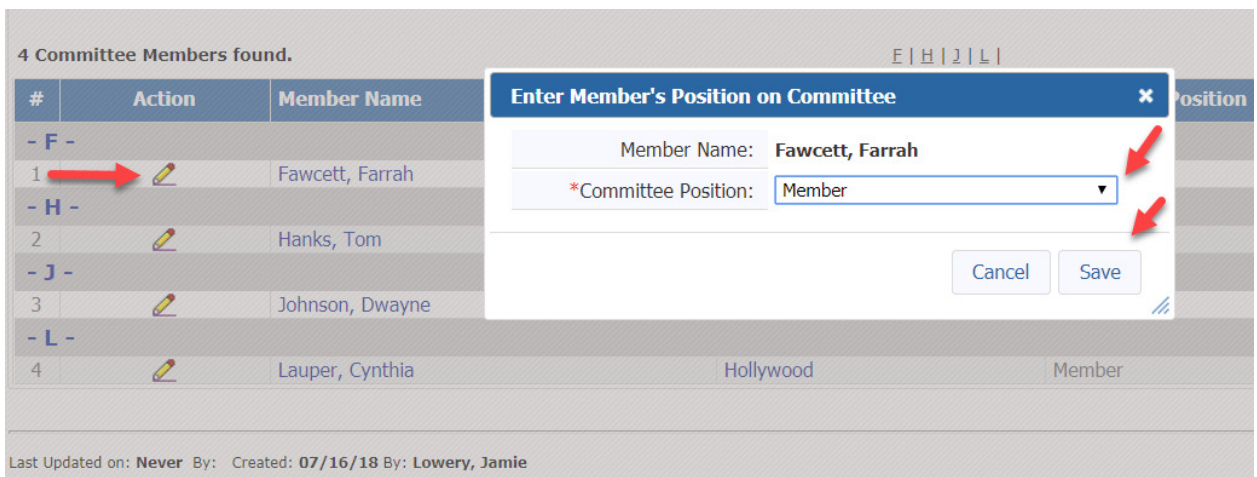 4 Committee Members found.
F | H | J | L |
# Action Member Name Position
Enter Member's Position on Committee
Member Name: Fawcett, Farrah
*Committee Position: Member
Cancel Save
- F -
1 Fawcett, Farrah
- H -
2 Hanks, Tom
- J -
3 Johnson, Dwayne
- L -
4 Lauper, Cynthia Hollywood Member
Last Updated on: Never By: Created: 07/16/18 By: Lowery, Jamie